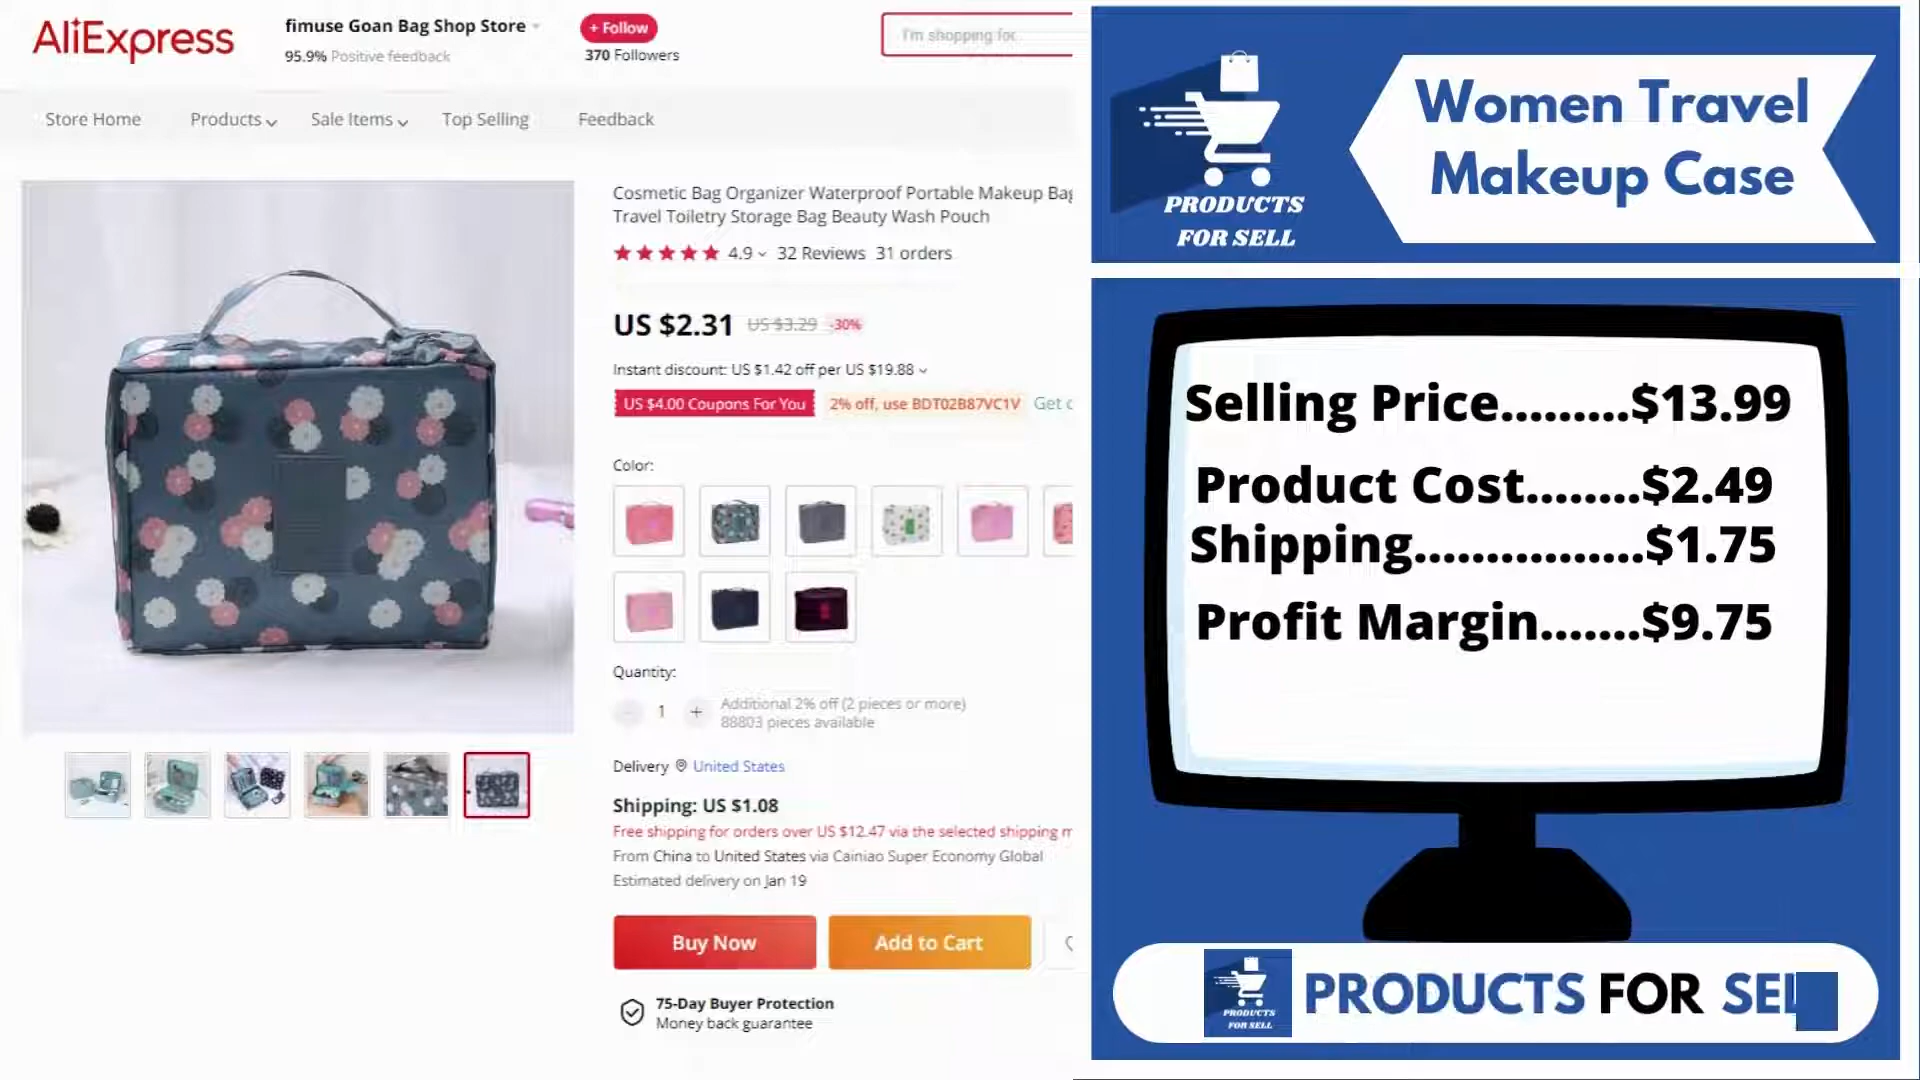 AliExpress
fimuse Goan Bag Shop Store
95.9% Positive feedback
+ Follow
370 Followers
I'm shopping for
Store Home
Products
Sale Items
Top Selling
Feedback
Cosmetic Bag Organizer Waterproof Portable Makeup Bag
Travel Toiletry Storage Bag Beauty Wash Pouch
4.9 32 Reviews 31 orders
US $2.31 US $3.29 -30%
Instant discount: US $1.42 off per US $19.88
US $4.00 Coupons For You 2% off, use BDT02B87VC1V Get c
Color:
Quantity:
1
Additional 2% off (2 pieces or more)
88803 pieces available
Delivery United States
Shipping: US $1.08
Free shipping for orders over US $12.47 via the selected shipping m
From China to United States via Cainiao Super Economy Global
Estimated delivery on Jan 19
Buy Now
Add to Cart
75-Day Buyer Protection
Money back guarantee
PRODUCTS
FOR SELL
Women Travel
Makeup Case
Selling Price.........$13.99
Product Cost........$2.49
Shipping................$1.75
Profit Margin.......$9.75
PRODUCTS
FOR SELL
PRODUCTS FOR SEL